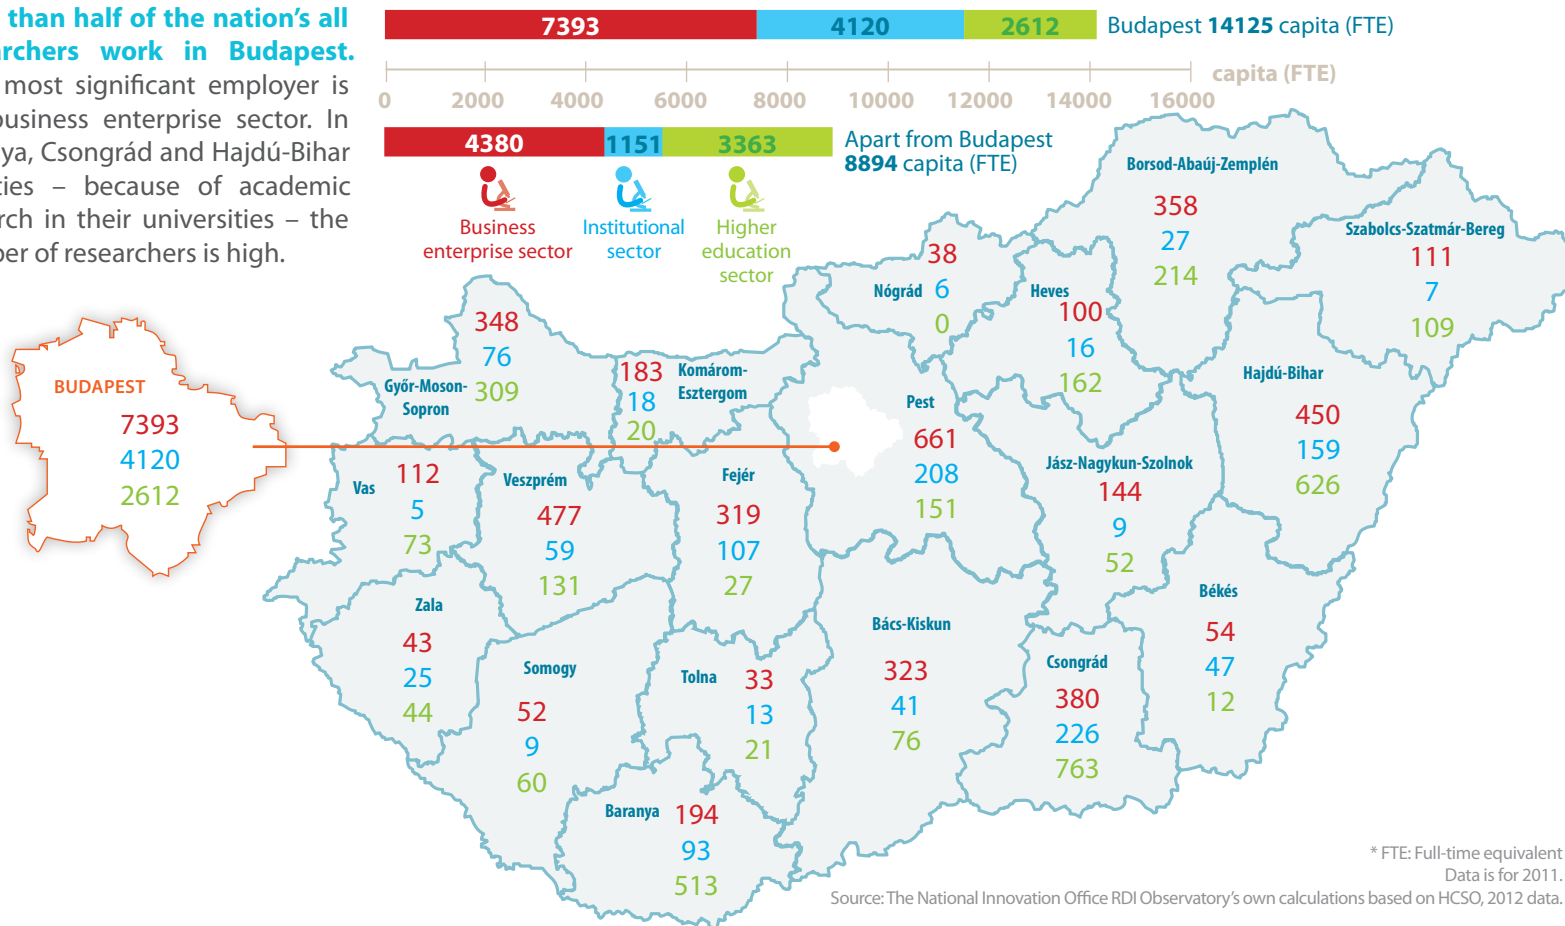 than half of the nation's all
archers work in Budapest.
most significant employer is
business enterprise sector. In
ya, Csongrád and Hajdú-Bihar
ties – because of academic
rch in their universities – the
ber of researchers is high.
7393 4120 2612 Budapest 14125 capita (FTE)
capita (FTE)
0 2000 4000 6000 8000 10000 12000 14000 16000
4380 1151 3363 Apart from Budapest
8894 capita (FTE)
Business
enterprise sector
Institutional
sector
Higher
education
sector
BUDAPEST
7393
4120
2612
Győr-Moson-
Sopron
348
76
309
Komárom-
Esztergom
183
18
20
Nógrád
38
6
0
Heves
100
16
162
Borsod-Abaúj-Zemplén
358
27
214
Szabolcs-Szatmár-Bereg
111
7
109
Hajdú-Bihar
450
159
626
Pest
661
208
151
Jász-Nagykun-Szolnok
144
9
52
Vas
112
5
73
Veszprém
477
59
131
Fejér
319
107
27
Zala
43
25
44
Somogy
52
9
60
Tolna
33
13
21
Bács-Kiskun
323
41
76
Csongrád
380
226
763
Békés
54
47
12
Baranya
194
93
513
* FTE: Full-time equivalent
Data is for 2011.
Source: The National Innovation Office RDI Observatory's own calculations based on HCSO, 2012 data.